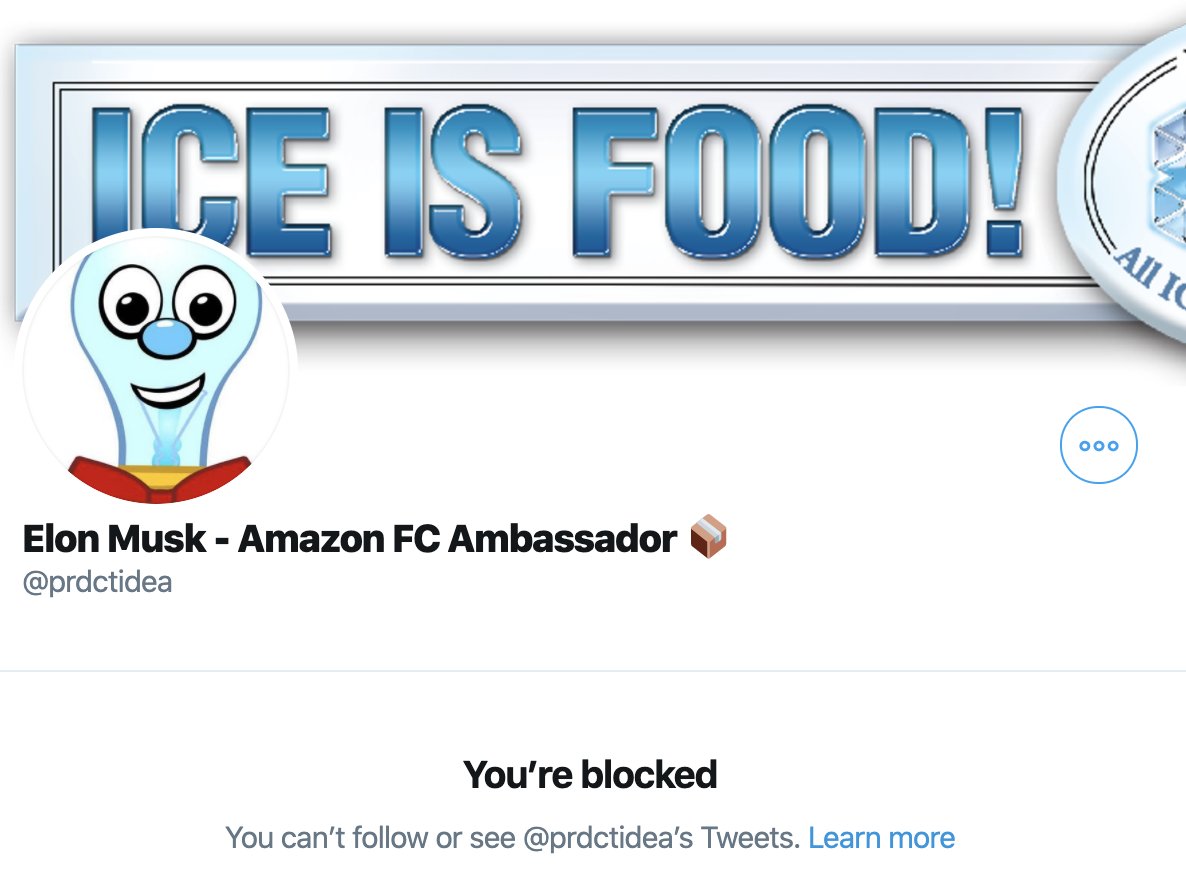 ICE IS FOOD!
All IC
Elon Musk - Amazon FC Ambassador 📦
@prdctidea
You’re blocked
You can’t follow or see @prdctidea’s Tweets. Learn more